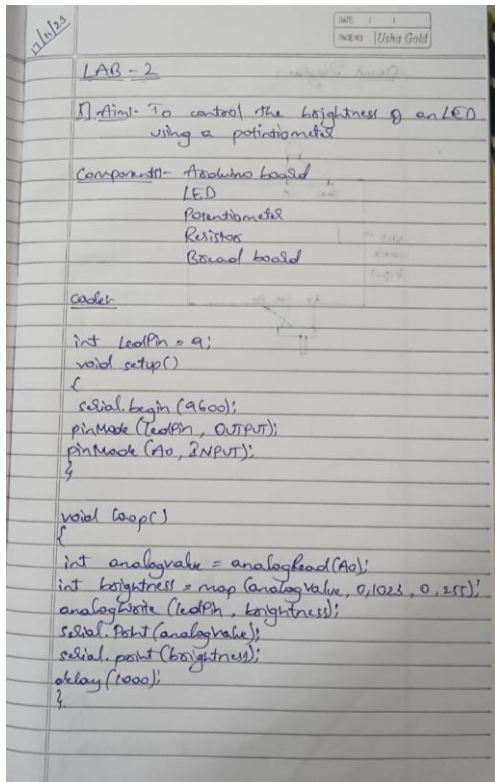 17/11/23
DATE / /
PAGE NO. Usha Gold
LAB - 2
1] Aim:- To control the brightness of an LED
using a potintiometer
Components:- Arduino board
LED
Potentiometer
Resistor
Bread board
code:-
int ledPin = 9;
void setup()
{
serial.begin (9600);
pinMode (ledPin, OUTPUT);
pinMode (A0, INPUT);
}
void loop()
{
int analogvalue = analogRead(A0);
int brightness = map (analogvalue, 0,1023, 0, 255);
analogWrite (ledPin, brightness);
serial.Print (analogvalue);
serial.print (brightness);
delay (1000);
}